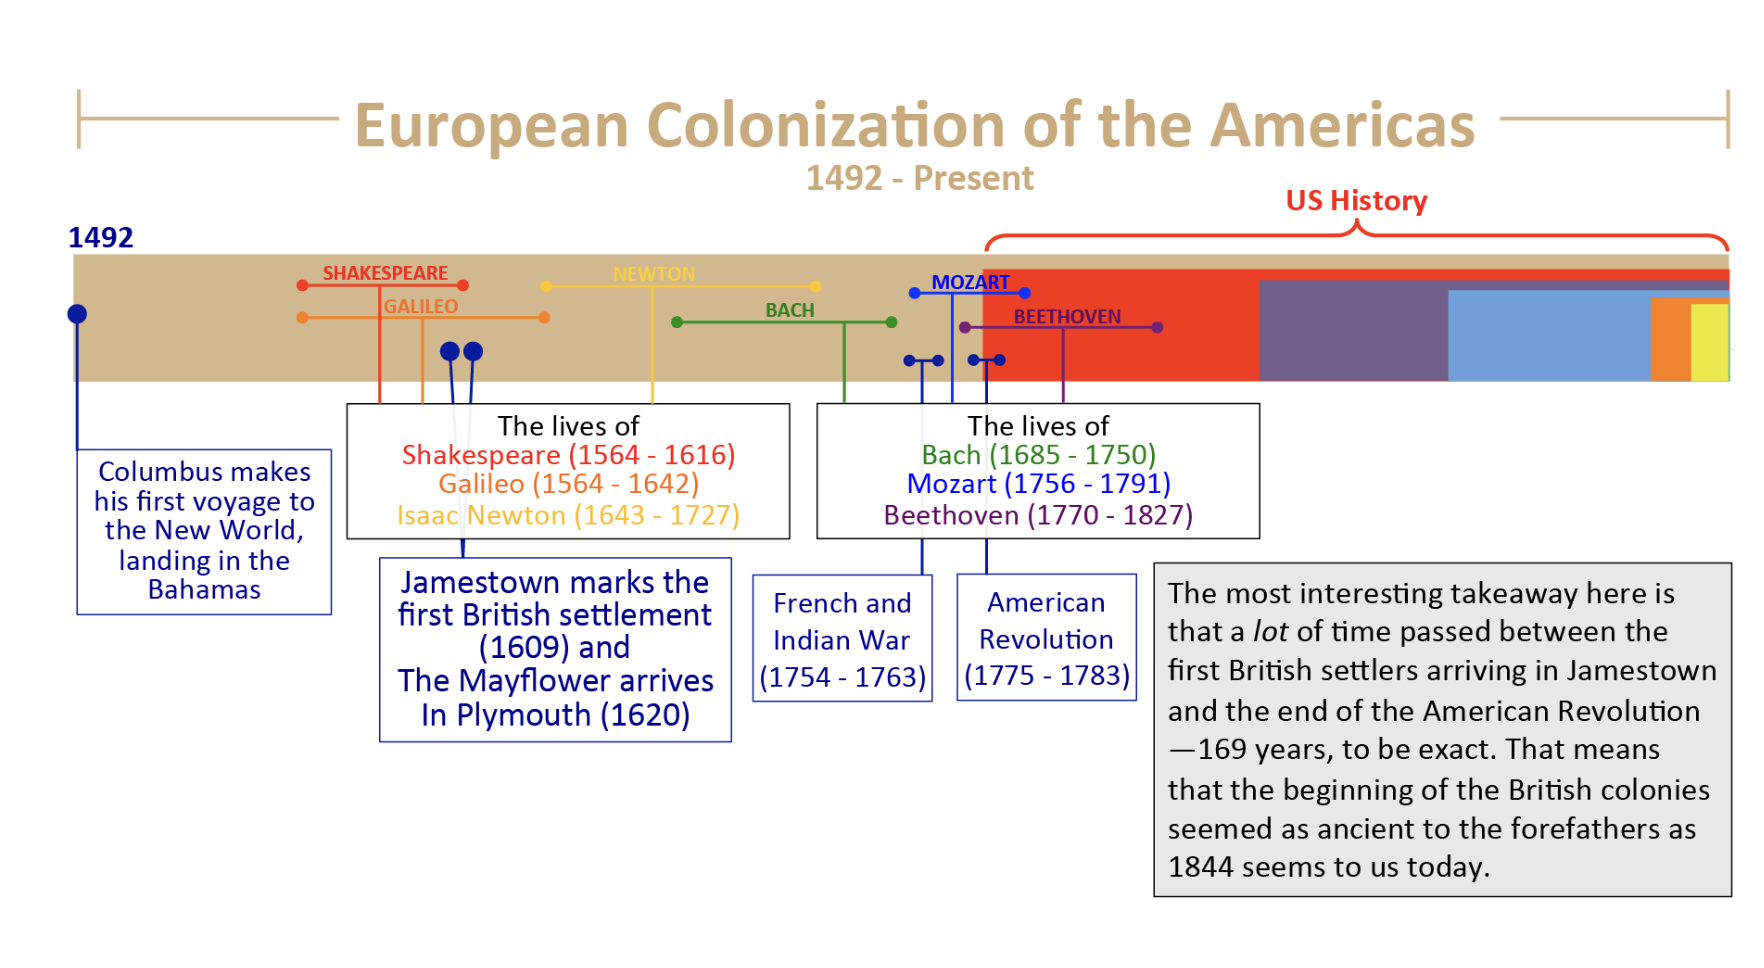 European Colonization of the Americas
1492 - Present
US History
1492
SHAKESPEARE
NEWTON
MOZART
GALILEO
BACH
BEETHOVEN
The lives of
Shakespeare (1564 - 1616)
Galileo (1564 - 1642)
Isaac Newton (1643 - 1727)
The lives of
Bach (1685 - 1750)
Mozart (1756 - 1791)
Beethoven (1770 - 1827)
Columbus makes
his first voyage to
the New World,
landing in the
Bahamas
Jamestown marks the
first British settlement
(1609) and
The Mayflower arrives
In Plymouth (1620)
French and
Indian War
(1754 - 1763)
American
Revolution
(1775 - 1783)
The most interesting takeaway here is
that a lot of time passed between the
first British settlers arriving in Jamestown
and the end of the American Revolution
—169 years, to be exact. That means
that the beginning of the British colonies
seemed as ancient to the forefathers as
1844 seems to us today.